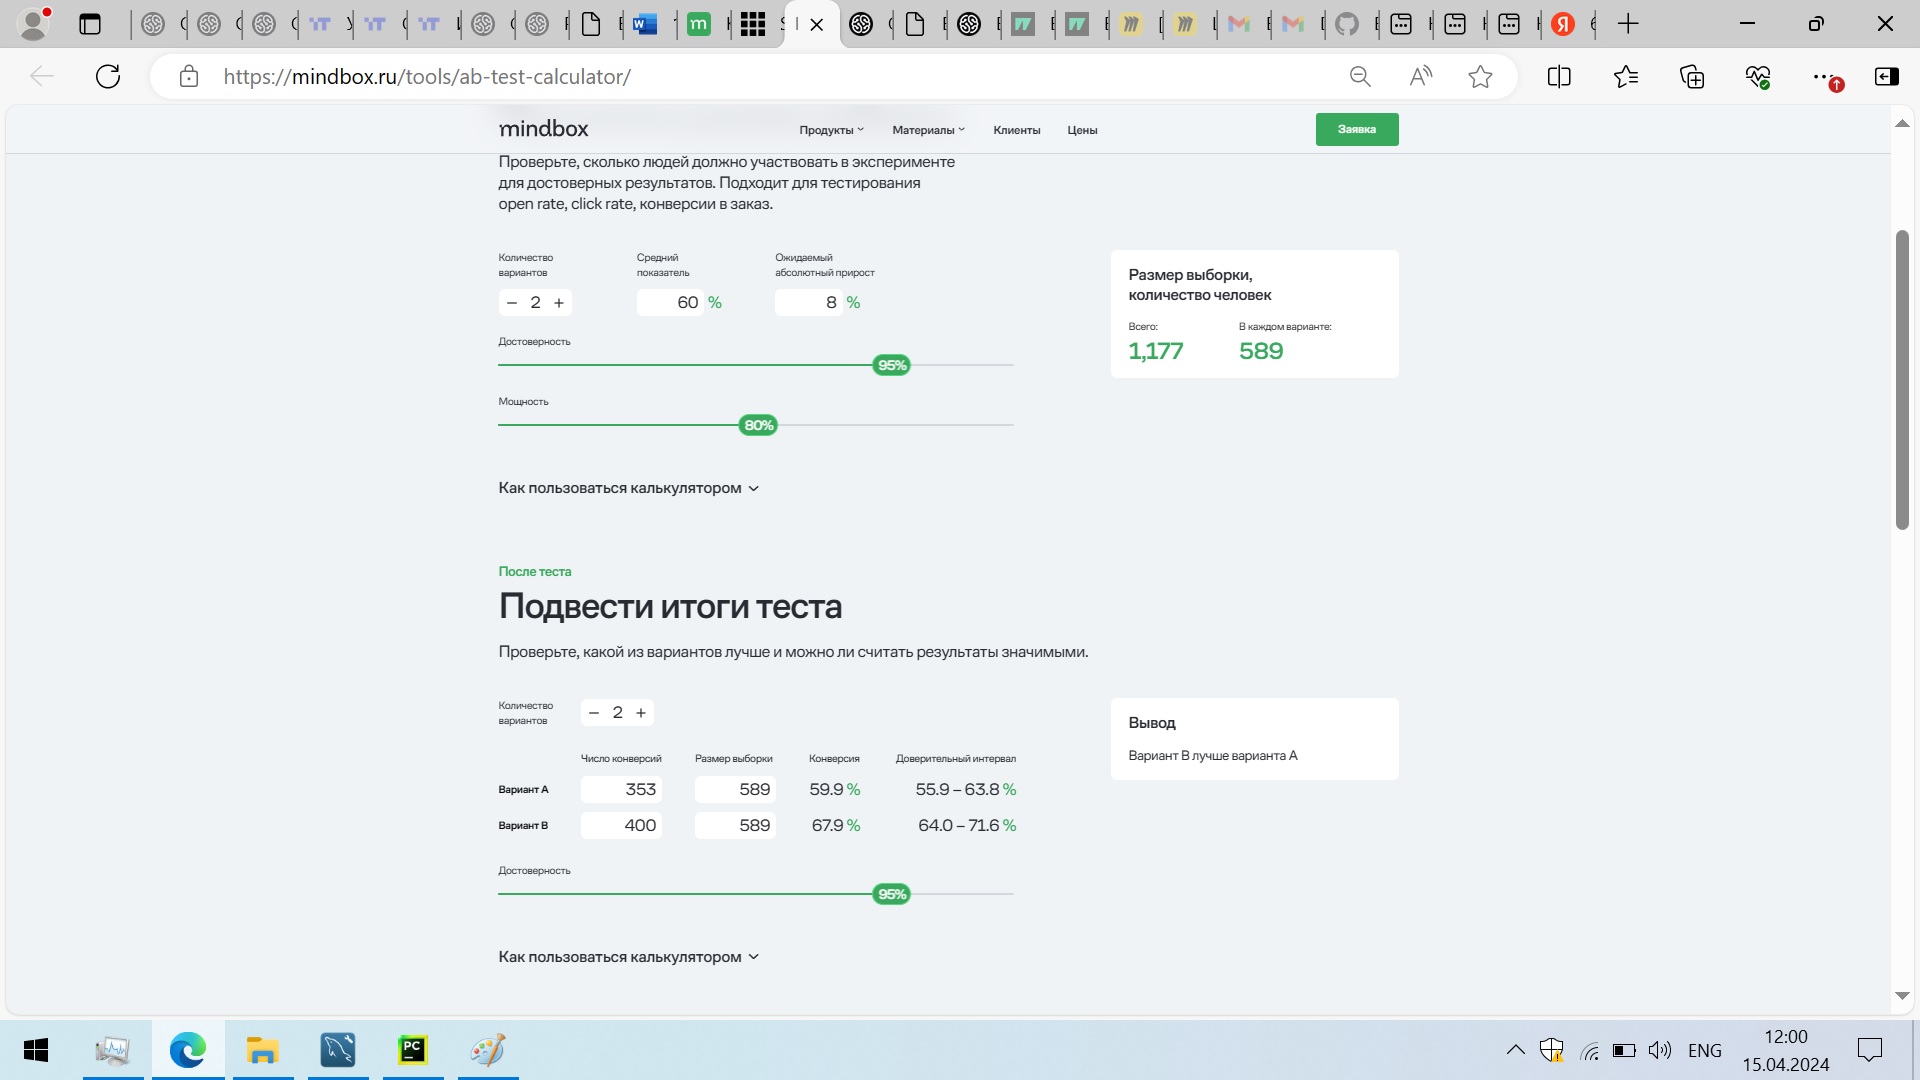 https://mindbox.ru/tools/ab-test-calculator/
mindbox
Продукты
Материалы
Клиенты
Цены
Заявка
Проверьте, сколько людей должно участвовать в эксперименте
для достоверных результатов. Подходит для тестирования
open rate, click rate, конверсии в заказ.
Количество
вариантов
Средний
показатель
Ожидаемый
абсолютный прирост
− 2 +
60 %
8 %
Достоверность
95%
Мощность
80%
Размер выборки,
количество человек
Всего:
В каждом варианте:
1,177
589
Как пользоваться калькулятором
После теста
Подвести итоги теста
Проверьте, какой из вариантов лучше и можно ли считать результаты значимыми.
Количество
вариантов
− 2 +
Число конверсий
Размер выборки
Конверсия
Доверительный интервал
Вариант A
353
589
59.9 %
55.9 – 63.8 %
Вариант B
400
589
67.9 %
64.0 – 71.6 %
Достоверность
95%
Вывод
Вариант B лучше варианта A
Как пользоваться калькулятором
PC
ENG
12:00
15.04.2024